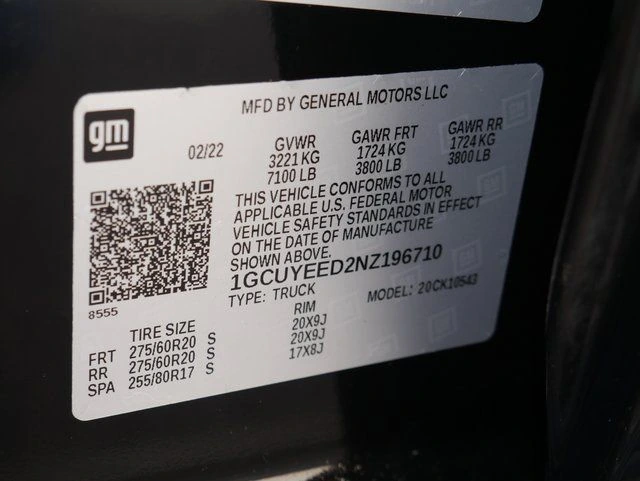 gm
MFD BY GENERAL MOTORS LLC
02/22 GVWR GAWR FRT GAWR RR
3221 KG 1724 KG 1724 KG
7100 LB 3800 LB 3800 LB
THIS VEHICLE CONFORMS TO ALL
APPLICABLE U.S. FEDERAL MOTOR
VEHICLE SAFETY STANDARDS IN EFFECT
ON THE DATE OF MANUFACTURE
SHOWN ABOVE.
1GCUYEED2NZ196710
8555
TYPE: TRUCK MODEL: 20CK10543
TIRE SIZE RIM
FRT 275/60R20 S 20X9J
RR 275/60R20 S 20X9J
SPA 255/80R17 S 17X8J